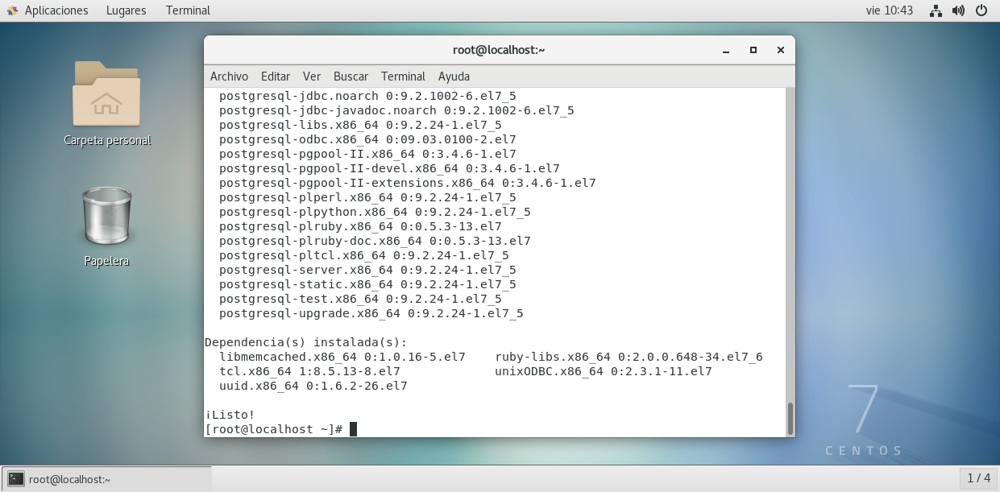 Aplicaciones Lugares Terminal vie 10:43
root@localhost:~
Archivo Editar Ver Buscar Terminal Ayuda
postgresql-jdbc.noarch 0:9.2.1002-6.el7_5
postgresql-jdbc-javadoc.noarch 0:9.2.1002-6.el7_5
postgresql-libs.x86_64 0:9.2.24-1.el7_5
postgresql-odbc.x86_64 0:09.03.0100-2.el7
postgresql-pgpool-II.x86_64 0:3.4.6-1.el7
postgresql-pgpool-II-devel.x86_64 0:3.4.6-1.el7
postgresql-pgpool-II-extensions.x86_64 0:3.4.6-1.el7
postgresql-plperl.x86_64 0:9.2.24-1.el7_5
postgresql-plpython.x86_64 0:9.2.24-1.el7_5
postgresql-plruby.x86_64 0:0.5.3-13.el7
postgresql-plruby-doc.x86_64 0:0.5.3-13.el7
postgresql-pltcl.x86_64 0:9.2.24-1.el7_5
postgresql-server.x86_64 0:9.2.24-1.el7_5
postgresql-static.x86_64 0:9.2.24-1.el7_5
postgresql-test.x86_64 0:9.2.24-1.el7_5
postgresql-upgrade.x86_64 0:9.2.24-1.el7_5
Dependencia(s) instalada(s):
libmemcached.x86_64 0:1.0.16-5.el7 ruby-libs.x86_64 0:2.0.0.648-34.el7_6
tcl.x86_64 1:8.5.13-8.el7 unixODBC.x86_64 0:2.3.1-11.el7
uuid.x86_64 0:1.6.2-26.el7
¡Listo!
[root@localhost ~]#
Carpeta personal
Papelera
7
CENTOS
root@localhost:~ 1 / 4